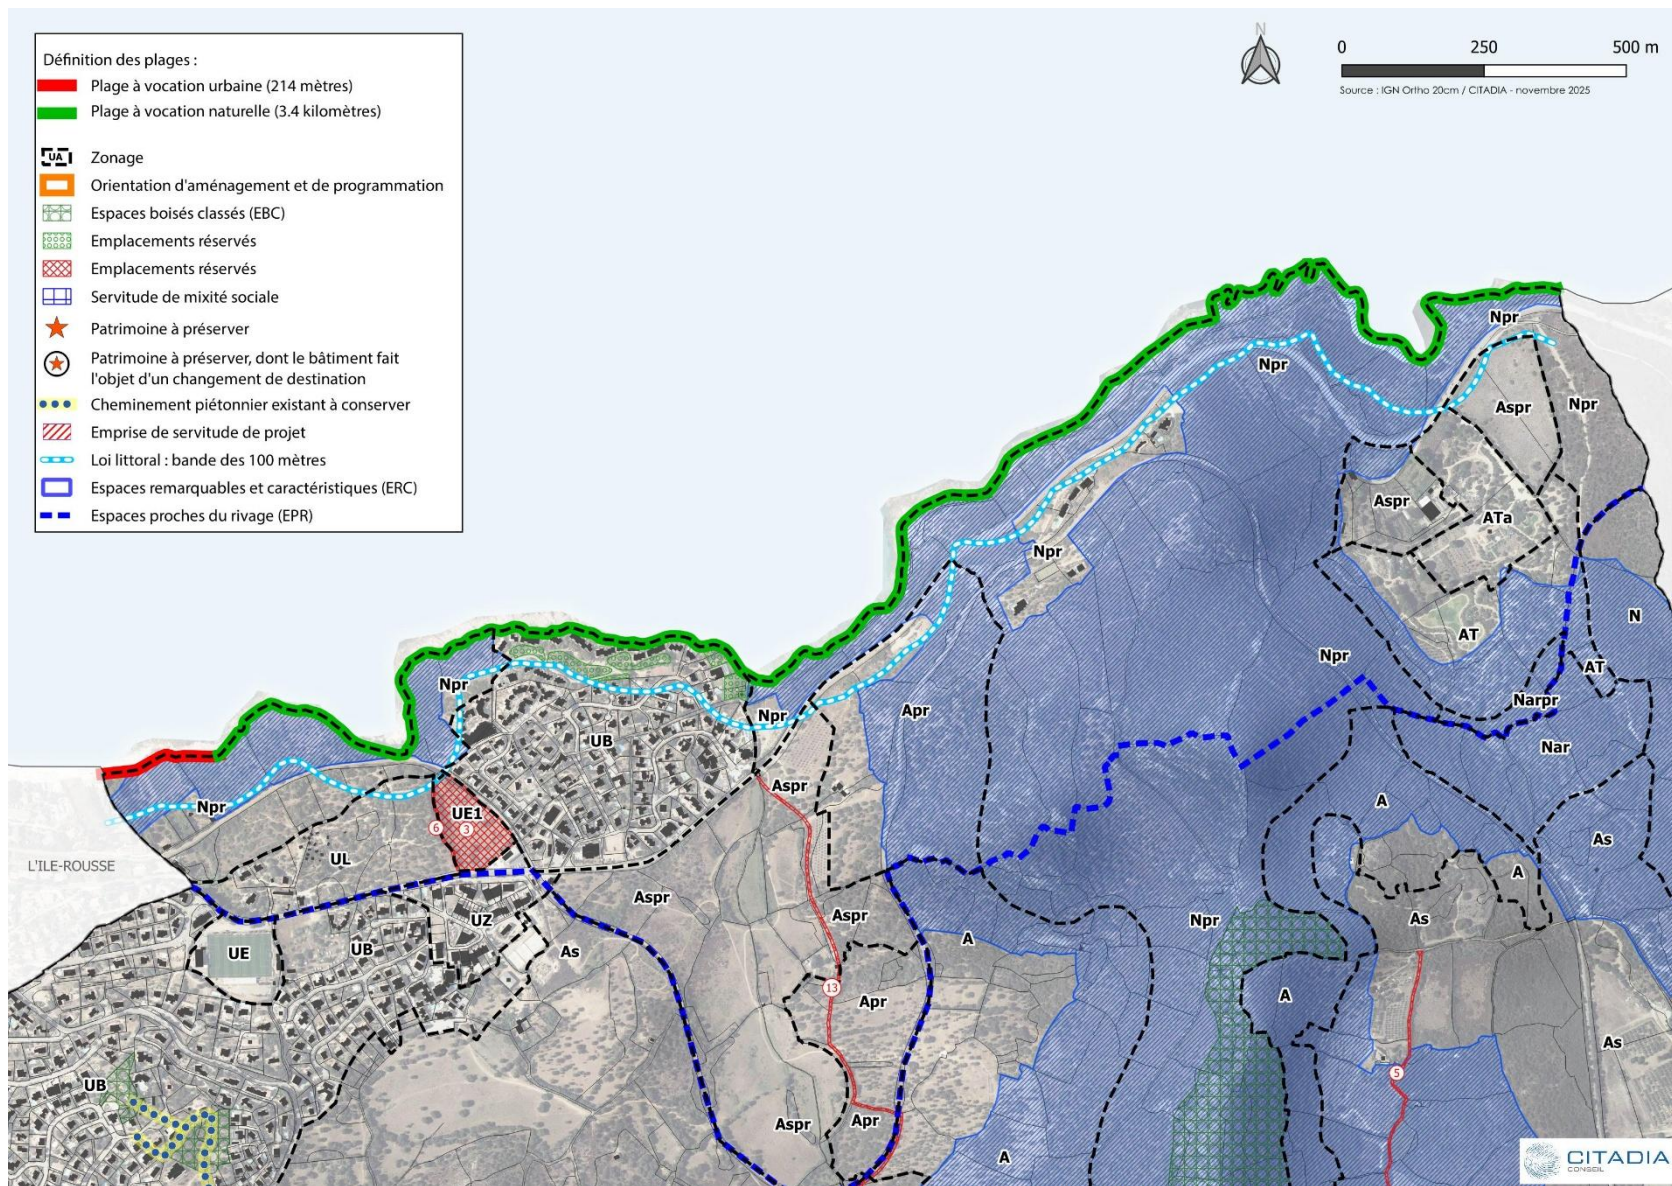 Définition des plages :
Plage à vocation urbaine (214 mètres)
Plage à vocation naturelle (3.4 kilomètres)
UA Zonage
Orientation d'aménagement et de programmation
Espaces boisés classés (EBC)
Emplacements réservés
Emplacements réservés
Servitude de mixité sociale
Patrimoine à préserver
Patrimoine à préserver, dont le bâtiment fait
l'objet d'un changement de destination
Cheminement piétonnier existant à conserver
Emprise de servitude de projet
Loi littoral : bande des 100 mètres
Espaces remarquables et caractéristiques (ERC)
Espaces proches du rivage (EPR)
N
0 250 500 m
Source : IGN Ortho 20cm / CITADIA - novembre 2025
Npr
Npr
Aspr
Npr
Aspr
ATa
Npr
N
AT
Npr
AT
Npr
Narpr
Apr
Npr
UB
Nar
Aspr
A
Npr
UE1
6
3
As
L'ILE-ROUSSE
UL
A
Aspr
UZ
Aspr
Npr
As
UE
UB
As
A
13
Apr
A
As
5
UB
Aspr
Apr
A
CITADIA
CONSEIL